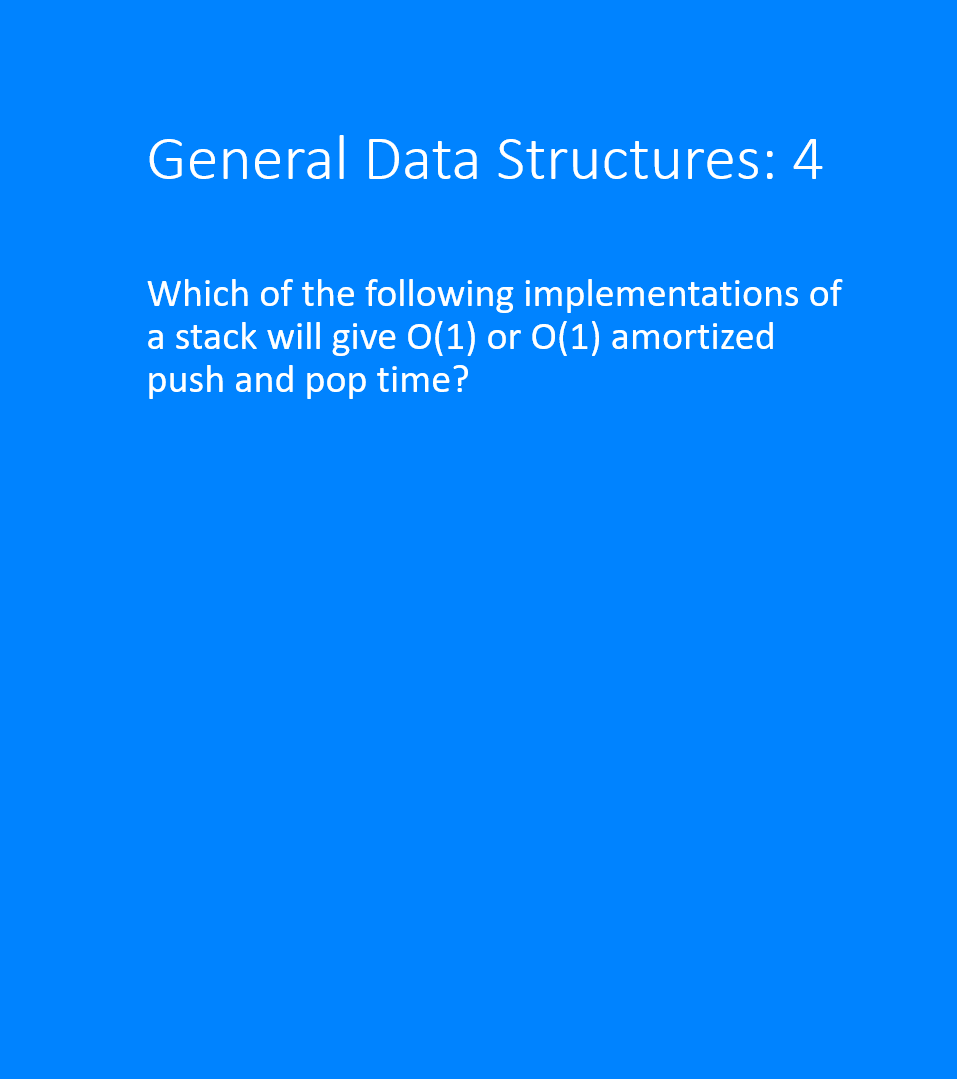 General Data Structures: 4
Which of the following implementations of
a stack will give O(1) or O(1) amortized
push and pop time?